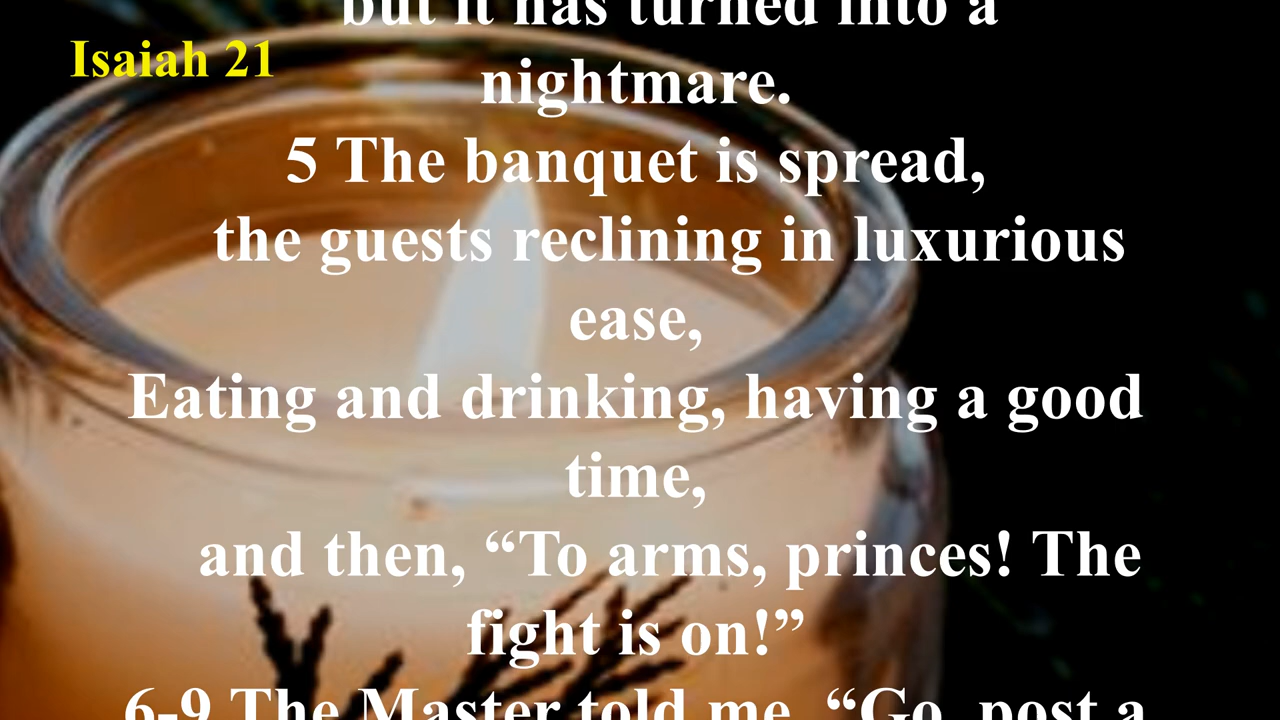 but it has turned into a
Isaiah 21
nightmare.
5 The banquet is spread,
the guests reclining in luxurious
ease,
Eating and drinking, having a good
time,
and then, “To arms, princes! The
fight is on!”
6-9 The Master told me, “Go, post a